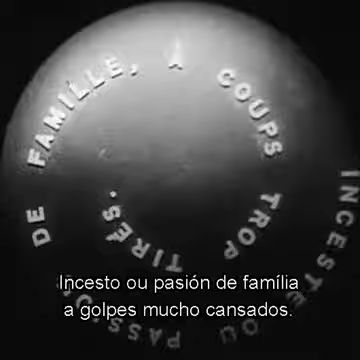 INCESTE OU
DE FAMILLE, À COUPS TROP TIRÉS.
Incesto ou pasión de família
a golpes mucho cansados.